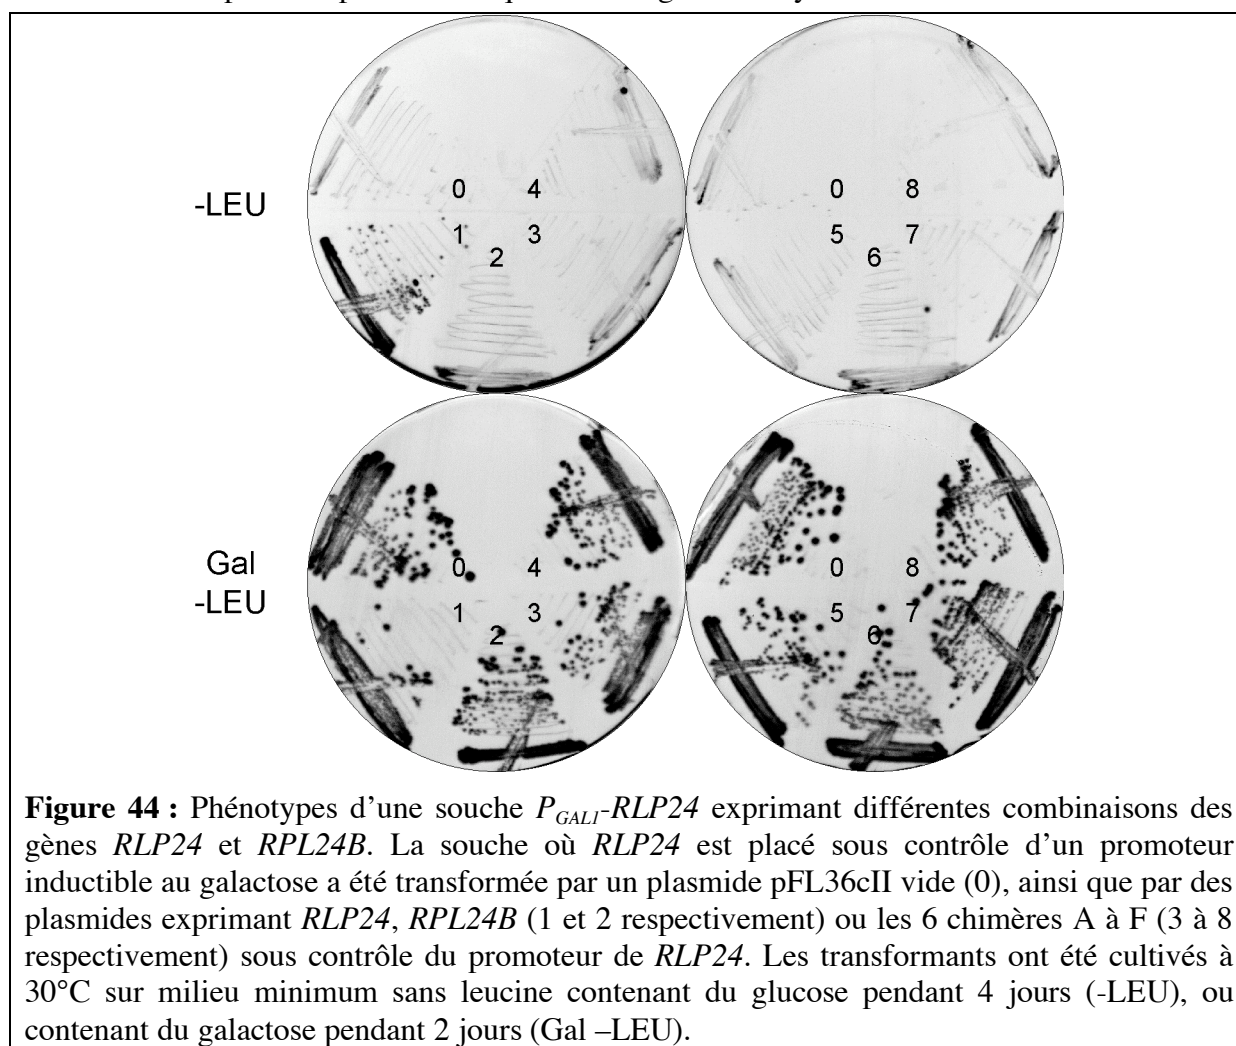 -LEU
0 4
1 3
2
0 8
5 7
6
Gal
-LEU
0 4
1 3
2
0 8
5 7
6
Figure 44 : Phénotypes d'une souche P_GAL1-RLP24 exprimant différentes combinaisons des
gènes RLP24 et RPL24B. La souche où RLP24 est placé sous contrôle d'un promoteur
inductible au galactose a été transformée par un plasmide pFL36cII vide (0), ainsi que par des
plasmides exprimant RLP24, RPL24B (1 et 2 respectivement) ou les 6 chimères A à F (3 à 8
respectivement) sous contrôle du promoteur de RLP24. Les transformants ont été cultivés à
30°C sur milieu minimum sans leucine contenant du glucose pendant 4 jours (-LEU), ou
contenant du galactose pendant 2 jours (Gal –LEU).